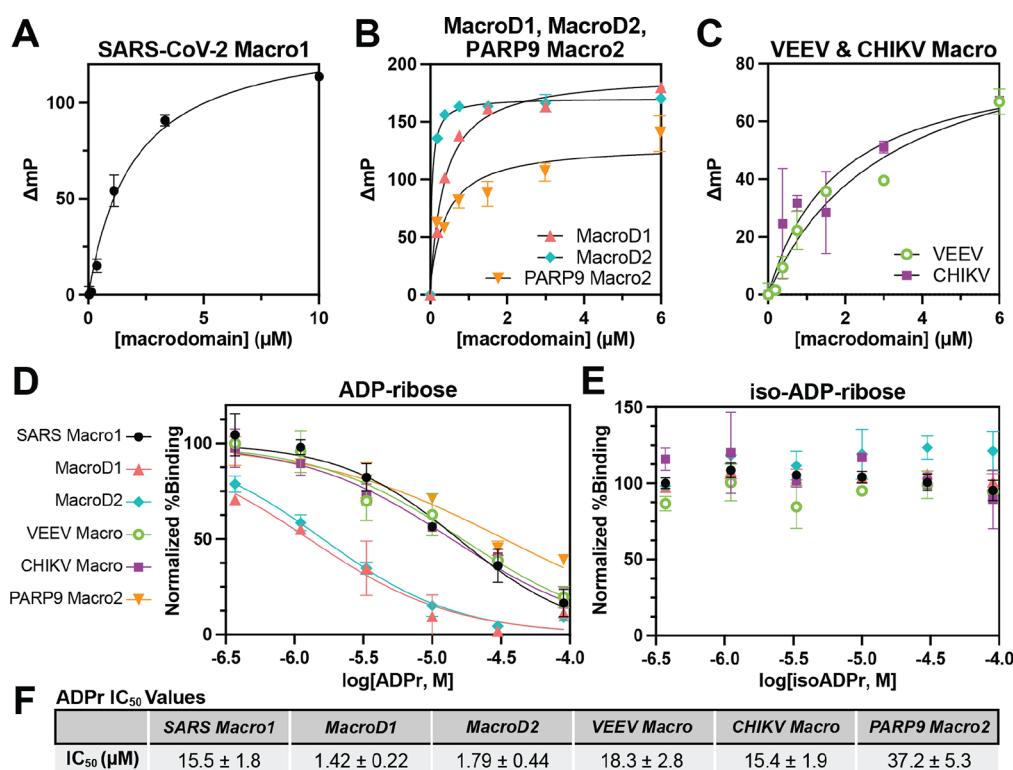 A
SARS-CoV-2 Macro1
ΔmP
100
50
0
0
5
10
[macrodomain] (µM)
B
MacroD1, MacroD2,
PARP9 Macro2
ΔmP
200
150
100
50
0
0
2
4
6
[macrodomain] (µM)
MacroD1
MacroD2
PARP9 Macro2
C
VEEV & CHIKV Macro
ΔmP
80
60
40
20
0
0
2
4
6
[macrodomain] (µM)
VEEV
CHIKV
D
ADP-ribose
SARS Macro1
MacroD1
MacroD2
VEEV Macro
CHIKV Macro
PARP9 Macro2
Normalized %Binding
100
50
0
-6.5
-6.0
-5.5
-5.0
-4.5
-4.0
log[ADPr, M]
E
iso-ADP-ribose
Normalized %Binding
150
100
50
0
-6.5
-6.0
-5.5
-5.0
-4.5
-4.0
log[isoADPr, M]
F
ADPr IC50 Values
SARS Macro1 MacroD1 MacroD2 VEEV Macro CHIKV Macro PARP9 Macro2
IC50 (µM) 15.5 ± 1.8 1.42 ± 0.22 1.79 ± 0.44 18.3 ± 2.8 15.4 ± 1.9 37.2 ± 5.3